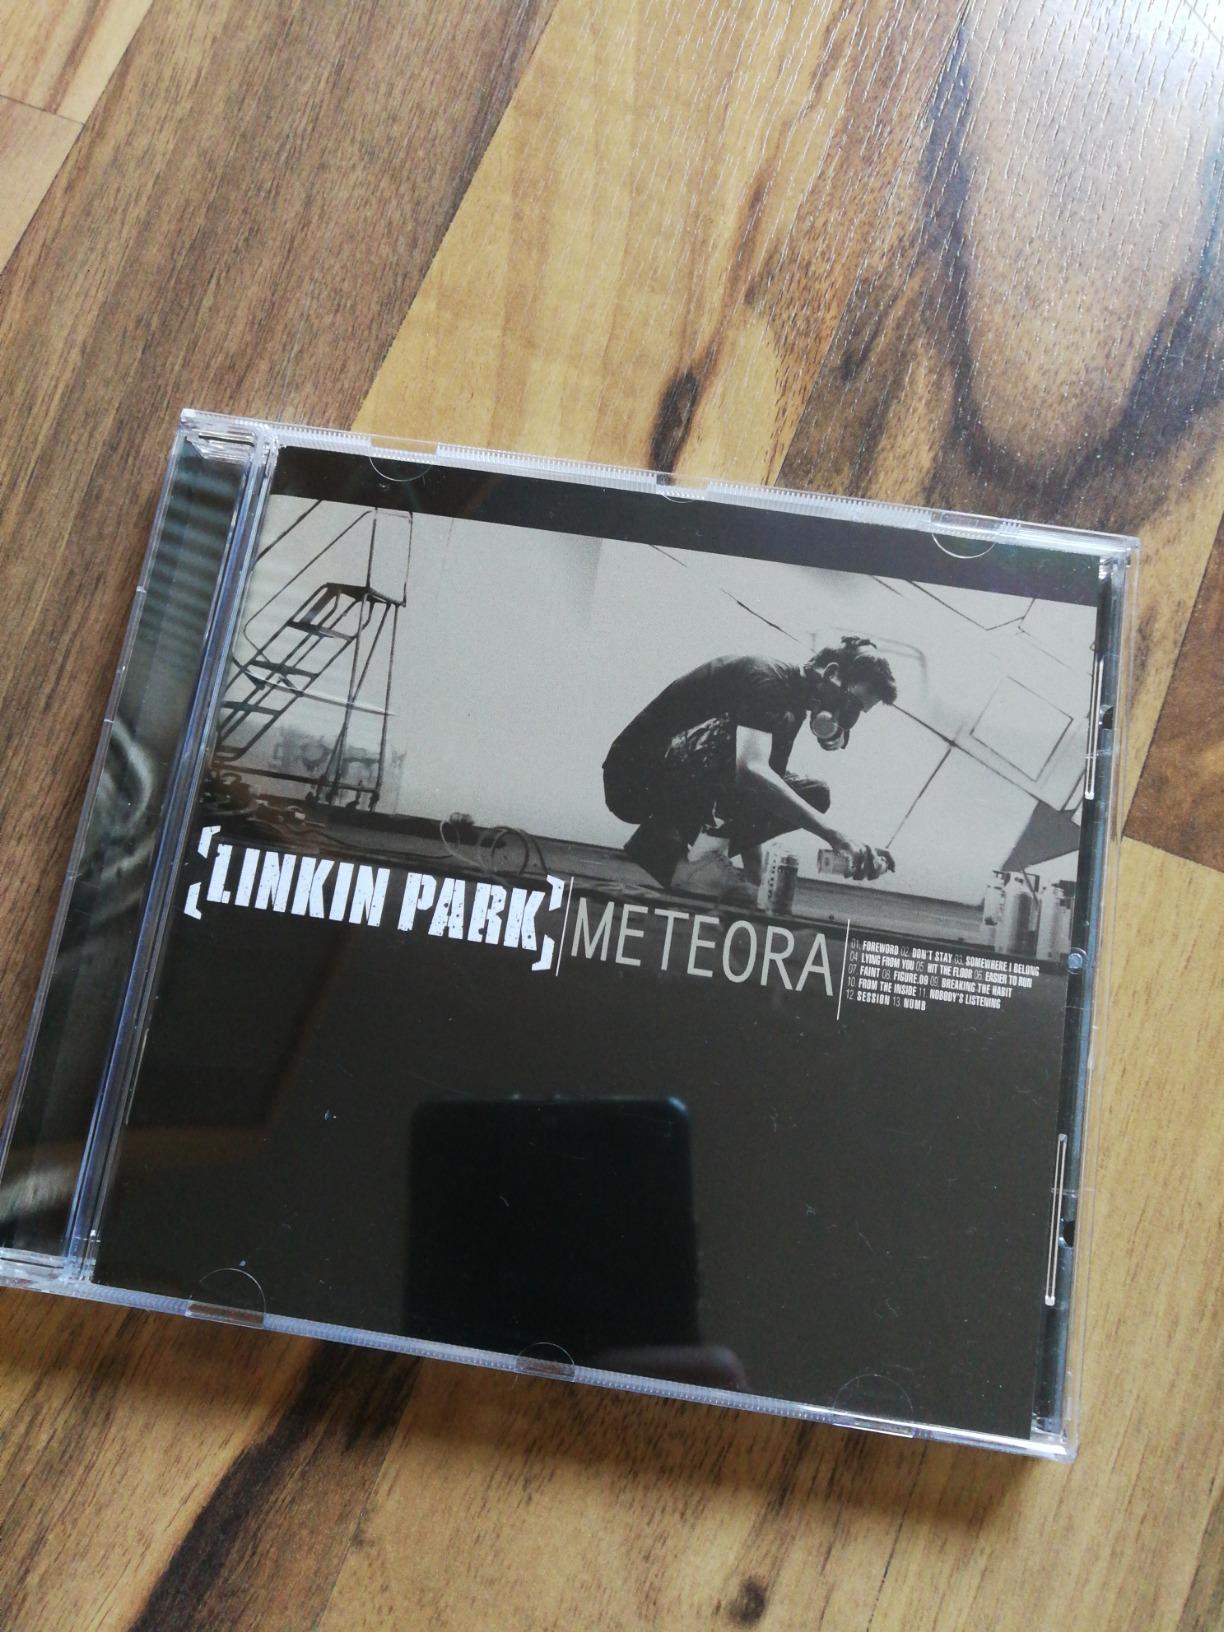 [LINKIN PARK]
METEORA
01. FOREWORD 02. DON'T STAY 03. SOMEWHERE I BELONG
04 LYING FROM YOU 05. HIT THE FLOOR 06. EASIER TO RUN
07. FAINT 08. FIGURE.09 09. BREAKING THE HABIT
10. FROM THE INSIDE 11. NOBODY'S LISTENING
12 SESSION 13 NUMB